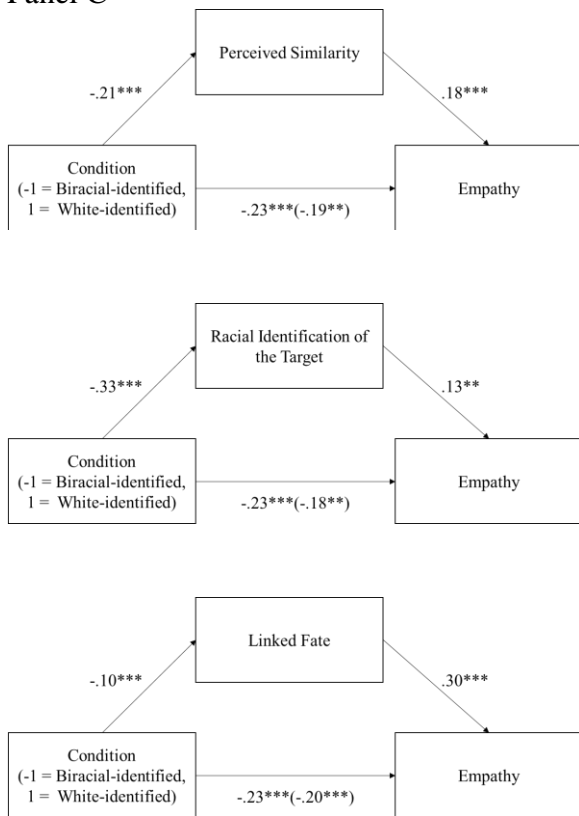 Panel C
Perceived Similarity
-.21***
.18***
Condition
(-1 = Biracial-identified,
1 = White-identified)
Empathy
-.23***(-.19**)
Racial Identification of
the Target
-.33***
.13**
Condition
(-1 = Biracial-identified,
1 = White-identified)
Empathy
-.23***(-.18**)
Linked Fate
-.10***
.30***
Condition
(-1 = Biracial-identified,
1 = White-identified)
Empathy
-.23***(-.20***)